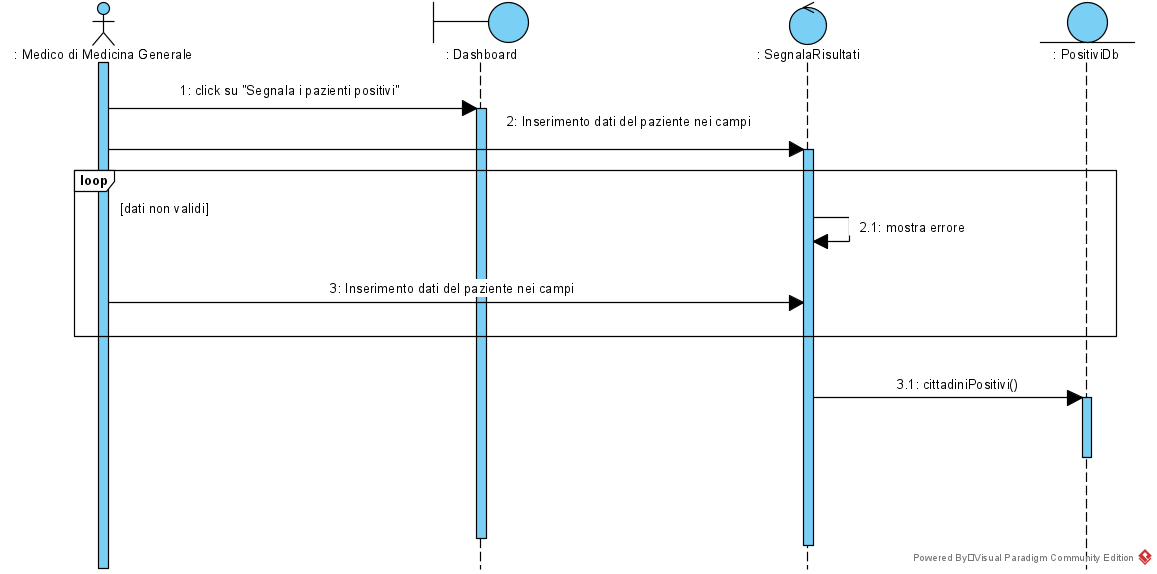 : Medico di Medicina Generale
: Dashboard
: SegnalaRisultati
: PositiviDb
1: click su "Segnala i pazienti positivi"
2: Inserimento dati del paziente nei campi
loop
[dati non validi]
2.1: mostra errore
3: Inserimento dati del paziente nei campi
3.1: cittadiniPositivi()
Powered By Visual Paradigm Community Edition